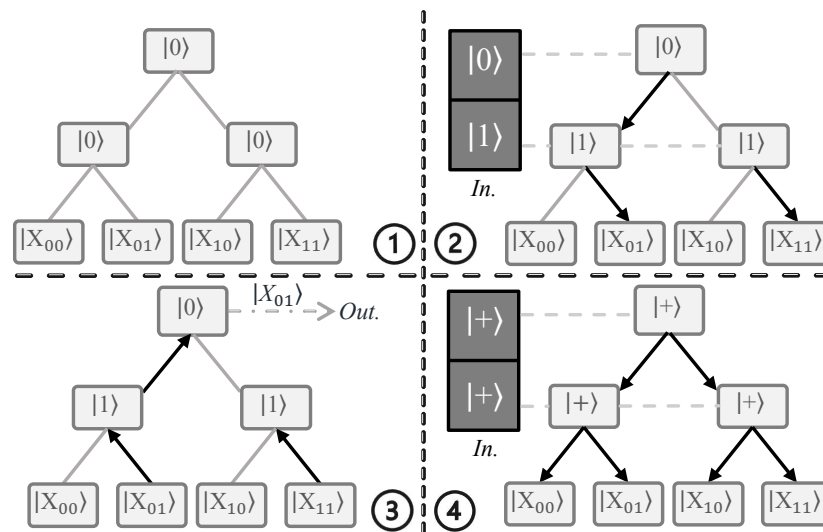 |0⟩
|0⟩ |0⟩
|X₀₀⟩ |X₀₁⟩ |X₁₀⟩ |X₁₁⟩
1
|0⟩ |0⟩
|1⟩ |1⟩ |1⟩
In.
|X₀₀⟩ |X₀₁⟩ |X₁₀⟩ |X₁₁⟩
2
|0⟩ |X₀₁⟩ Out.
|1⟩ |1⟩
|X₀₀⟩ |X₀₁⟩ |X₁₀⟩ |X₁₁⟩
3
|+⟩ |+⟩
|+⟩ |+⟩ |+⟩
In.
|X₀₀⟩ |X₀₁⟩ |X₁₀⟩ |X₁₁⟩
4